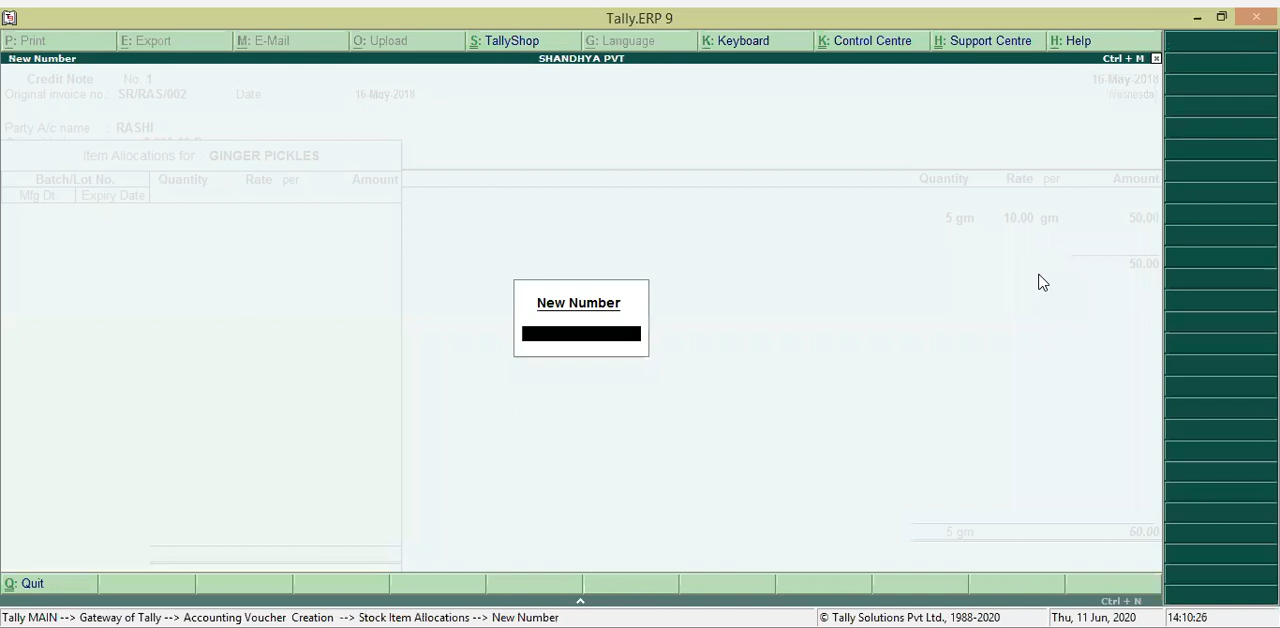 Tally.ERP 9
P: Print E: Export M: E-Mail O: Upload S: TallyShop G: Language K: Keyboard K: Control Centre H: Support Centre H: Help
New Number SHANDHYA PVT Ctrl + M
Credit Note No. 1 16-May-2018
Original invoice no.: SR/RAS/002 Date 16-May-2018
Party A/c name : RASHI
Item Allocations for GINGER PICKLES
Batch/Lot No. Quantity Rate per Amount Quantity Rate per Amount
Mfg Dt. Expiry Date
5 gm 10.00 gm 50.00
50.00
New Number
5 gm
Q: Quit
Ctrl + N
Tally MAIN --> Gateway of Tally --> Accounting Voucher Creation --> Stock Item Allocations --> New Number © Tally Solutions Pvt Ltd., 1988-2020 Thu, 11 Jun, 2020 14:10:26